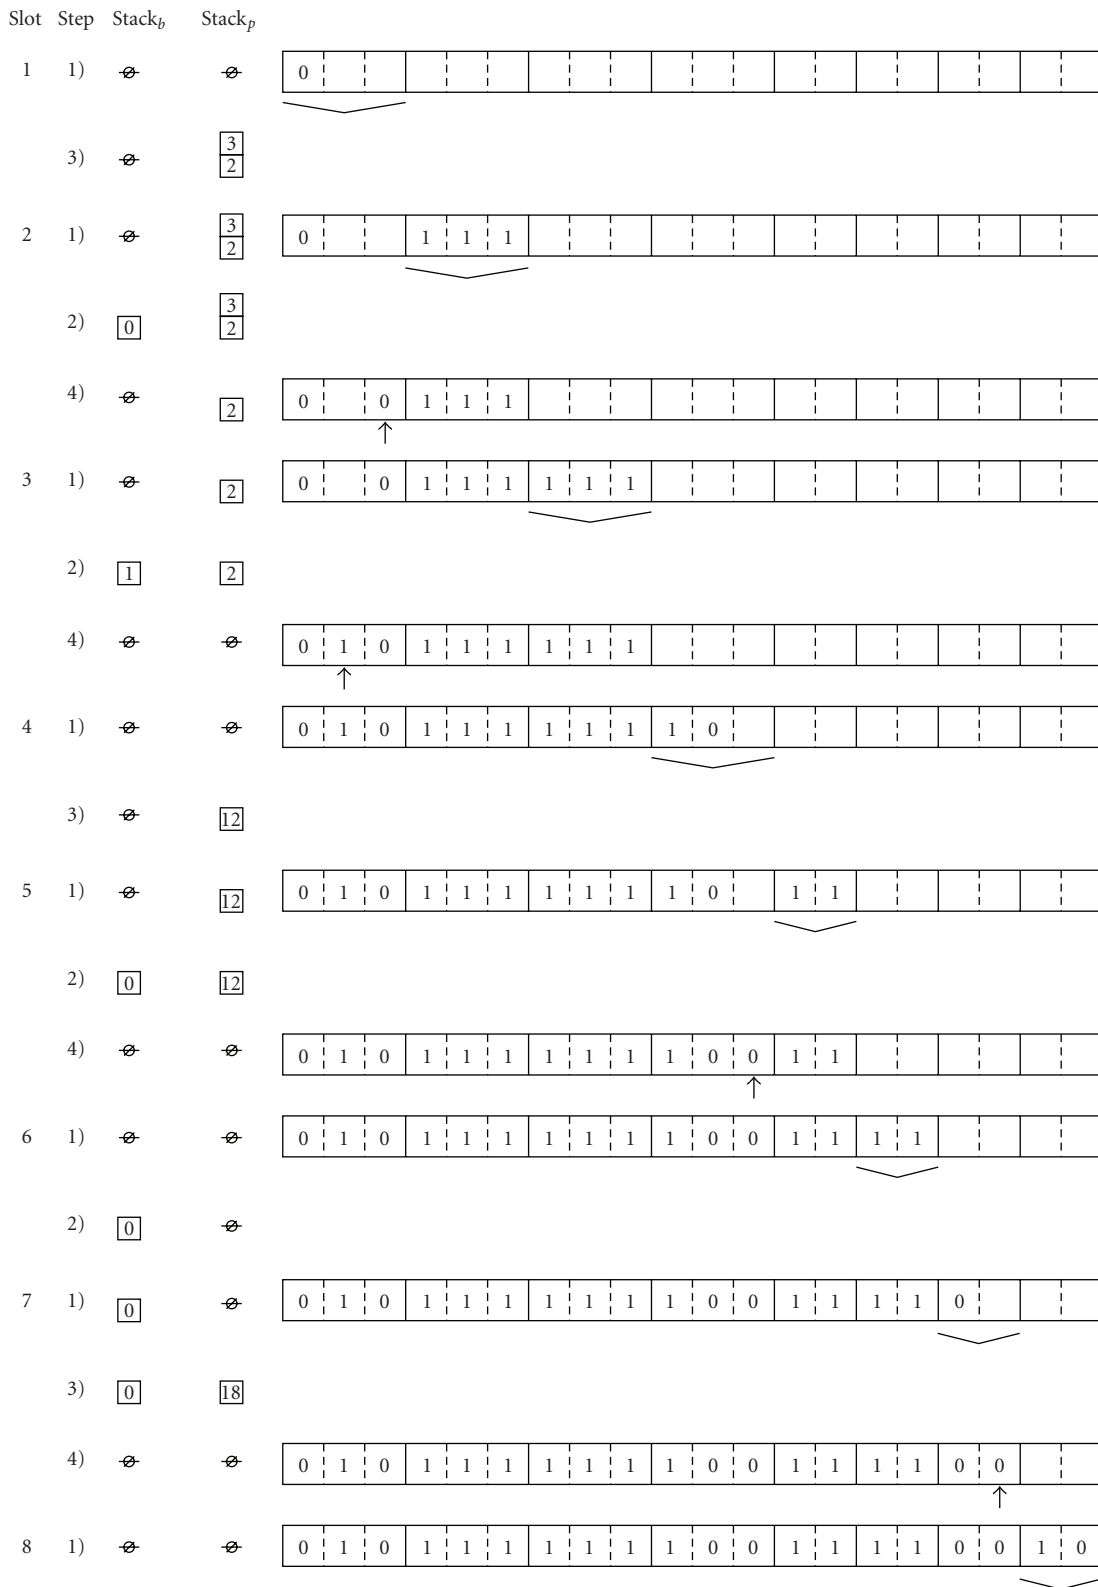 Slot Step Stack_b Stack_p
1 1) ∅ ∅ 0
3) ∅ 3
2
2 1) ∅ 3 0 1 1 1
2
2) 0 3
2
4) ∅ 2 0 0 1 1 1
↑
3 1) ∅ 2 0 0 1 1 1 1 1 1
2) 1 2
4) ∅ ∅ 0 1 0 1 1 1 1 1 1
↑
4 1) ∅ ∅ 0 1 0 1 1 1 1 1 1 1 0
3) ∅ 12
5 1) ∅ 12 0 1 0 1 1 1 1 1 1 1 0 1 1
2) 0 12
4) ∅ ∅ 0 1 0 1 1 1 1 1 1 1 0 0 1 1
↑
6 1) ∅ ∅ 0 1 0 1 1 1 1 1 1 1 0 0 1 1 1 1
2) 0 ∅
7 1) 0 ∅ 0 1 0 1 1 1 1 1 1 1 0 0 1 1 1 1 0
3) 0 18
4) ∅ ∅ 0 1 0 1 1 1 1 1 1 1 0 0 1 1 1 1 0 0
↑
8 1) ∅ ∅ 0 1 0 1 1 1 1 1 1 1 0 0 1 1 1 1 0 0 1 0